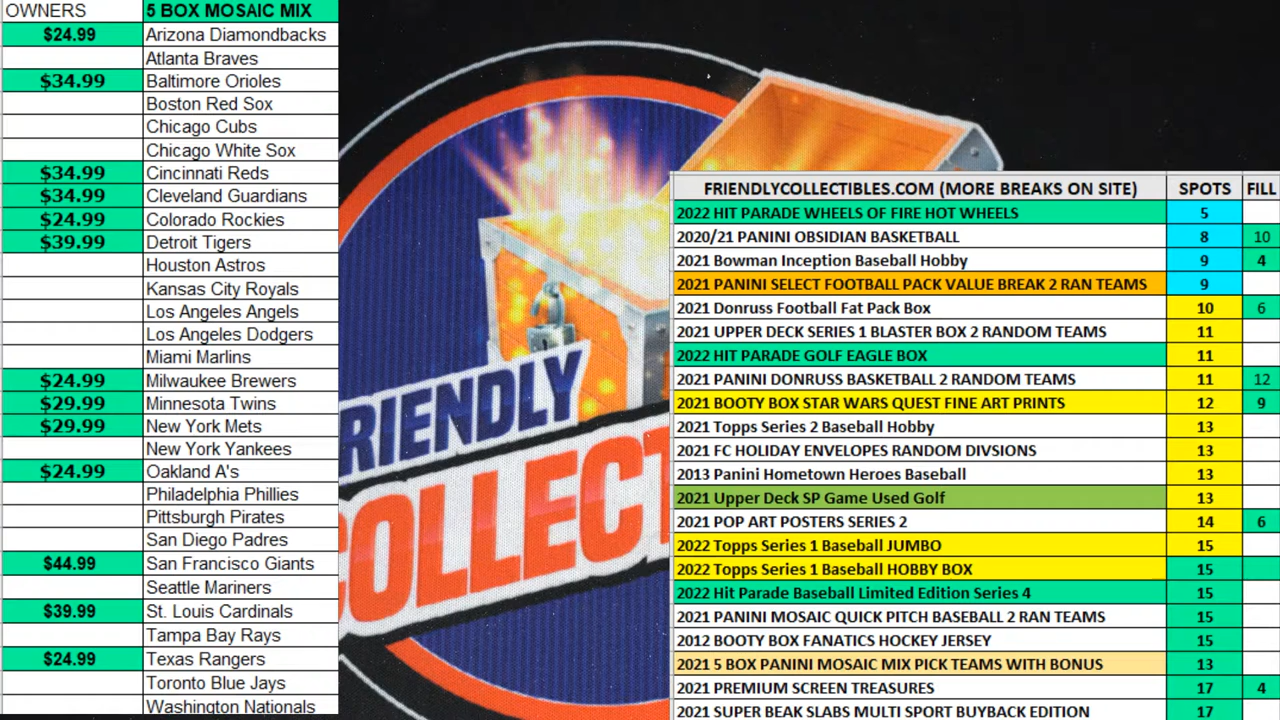 OWNERS 5 BOX MOSAIC MIX
$24.99 Arizona Diamondbacks
Atlanta Braves
$34.99 Baltimore Orioles
Boston Red Sox
Chicago Cubs
Chicago White Sox
$34.99 Cincinnati Reds
$34.99 Cleveland Guardians
$24.99 Colorado Rockies
$39.99 Detroit Tigers
Houston Astros
Kansas City Royals
Los Angeles Angels
Los Angeles Dodgers
Miami Marlins
$24.99 Milwaukee Brewers
$29.99 Minnesota Twins
$29.99 New York Mets
New York Yankees
$24.99 Oakland A's
Philadelphia Phillies
Pittsburgh Pirates
San Diego Padres
$44.99 San Francisco Giants
Seattle Mariners
$39.99 St. Louis Cardinals
Tampa Bay Rays
$24.99 Texas Rangers
Toronto Blue Jays
Washington Nationals
RIENDLY
COLLECT
FRIENDLYCOLLECTIBLES.COM (MORE BREAKS ON SITE) SPOTS FILL
2022 HIT PARADE WHEELS OF FIRE HOT WHEELS 5
2020/21 PANINI OBSIDIAN BASKETBALL 8 10
2021 Bowman Inception Baseball Hobby 9 4
2021 PANINI SELECT FOOTBALL PACK VALUE BREAK 2 RAN TEAMS 9
2021 Donruss Football Fat Pack Box 10 6
2021 UPPER DECK SERIES 1 BLASTER BOX 2 RANDOM TEAMS 11
2022 HIT PARADE GOLF EAGLE BOX 11
2021 PANINI DONRUSS BASKETBALL 2 RANDOM TEAMS 11 12
2021 BOOTY BOX STAR WARS QUEST FINE ART PRINTS 12 9
2021 Topps Series 2 Baseball Hobby 13
2021 FC HOLIDAY ENVELOPES RANDOM DIVSIONS 13
2013 Panini Hometown Heroes Baseball 13
2021 Upper Deck SP Game Used Golf 13
2021 POP ART POSTERS SERIES 2 14 6
2022 Topps Series 1 Baseball JUMBO 15
2022 Topps Series 1 Baseball HOBBY BOX 15
2022 Hit Parade Baseball Limited Edition Series 4 15
2021 PANINI MOSAIC QUICK PITCH BASEBALL 2 RAN TEAMS 15
2012 BOOTY BOX FANATICS HOCKEY JERSEY 15
2021 5 BOX PANINI MOSAIC MIX PICK TEAMS WITH BONUS 13
2021 PREMIUM SCREEN TREASURES 17 4
2021 SUPER BEAK SLABS MULTI SPORT BUYBACK EDITION 17